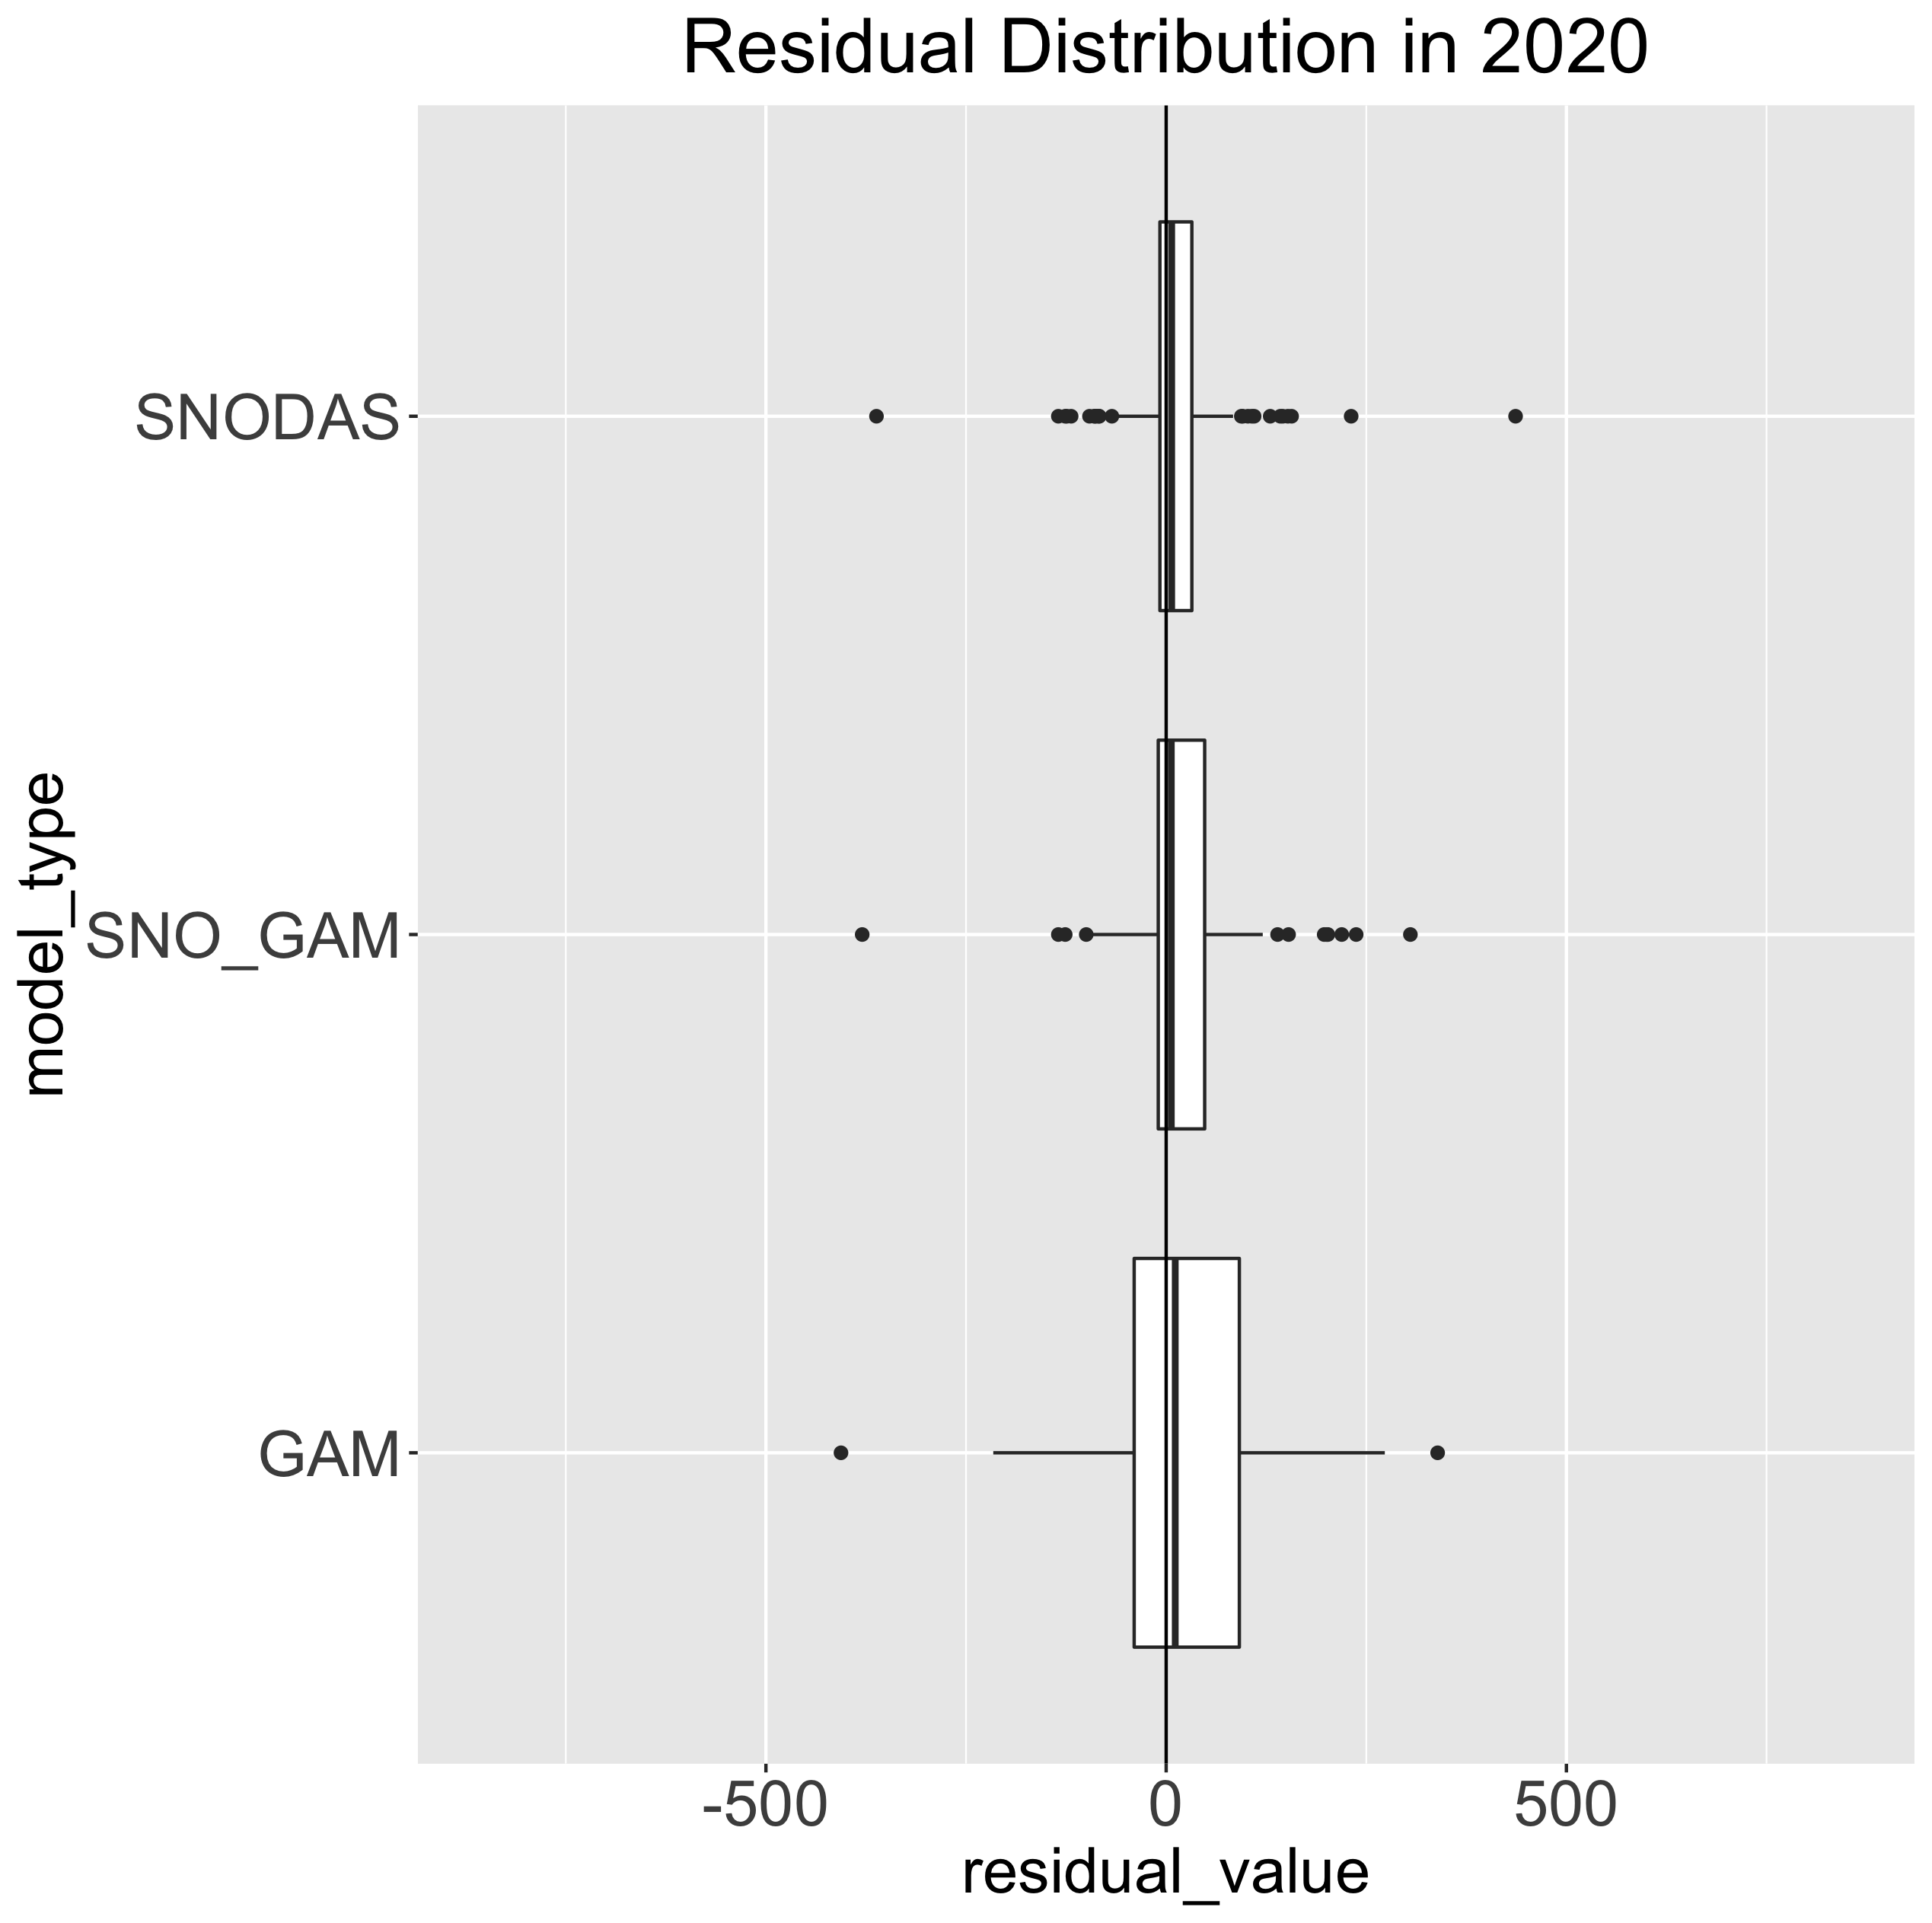 Residual Distribution in 2020
model_type
SNODAS
SNO_GAM
GAM
-500 0 500
residual_value